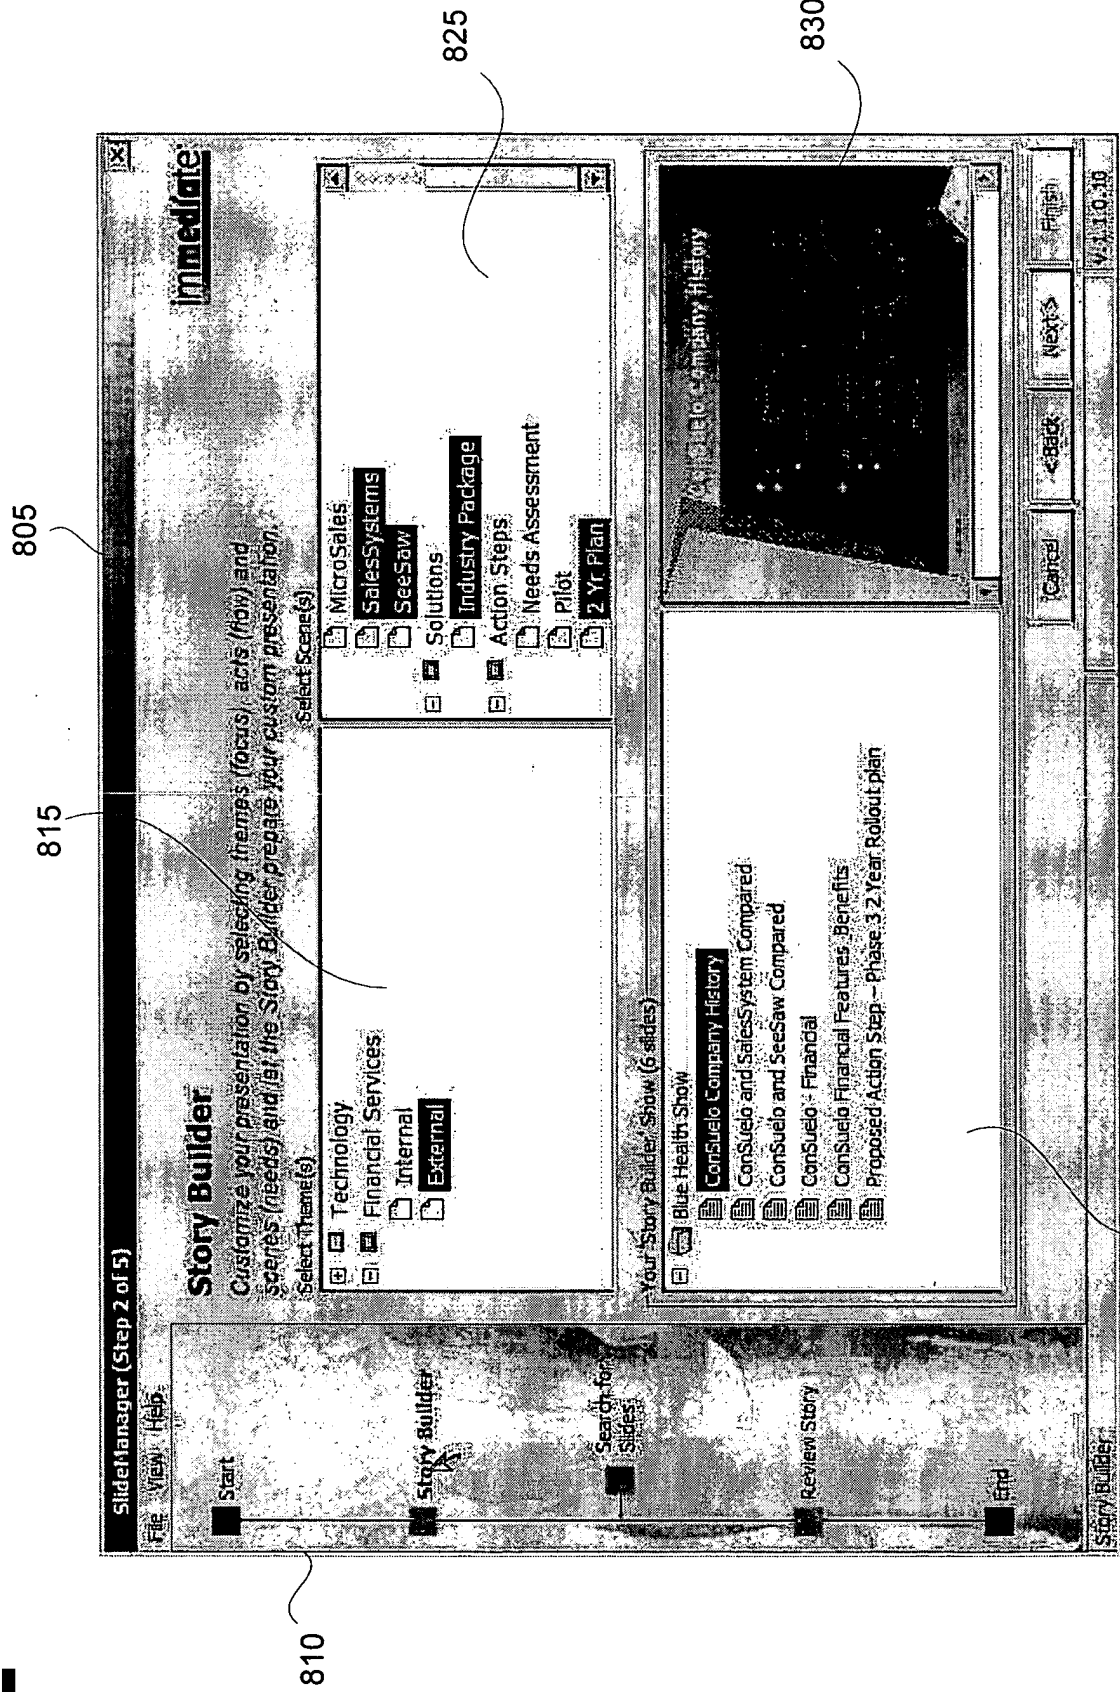 805
815
825
830
810
SlideManager (Step 2 of 5)
File View Help
immediate
Start
Story Builder
Search for
Slides
Review Story
End
Story Builder
Customize your presentation by selecting themes (focus), acts (flow) and
scenes (needs) and let the Story Builder prepare your custom presentation.
Select Theme(s)
Technology
Financial Services
Internal
External
Select Scene(s)
MicroSales
SalesSystems
SeeSaw
Solutions
Industry Package
Action Steps
Needs Assessment
Pilot
2 Yr Plan
Your 'Story Builder' Show (6 slides)
Blue Health Show
ConSuelo Company History
ConSuelo and SalesSystem Compared
ConSuelo and SeeSaw Compared
ConSuelo - Financial
ConSuelo Financial Features Benefits
Proposed Action Step – Phase 3 2 Year Rollout plan
ConSuelo Company History
Cancel
<Back
Next>
Finish
Story Builder